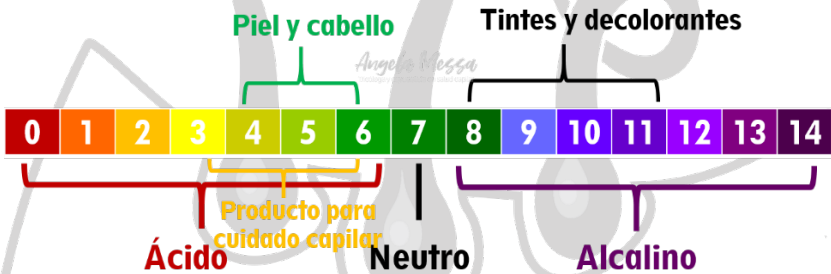 Piel y cabello
Tintes y decolorantes
Angela Messa
0 1 2 3 4 5 6 7 8 9 10 11 12 13 14
Producto para
cuidado capilar
Ácido
Neutro
Alcalino